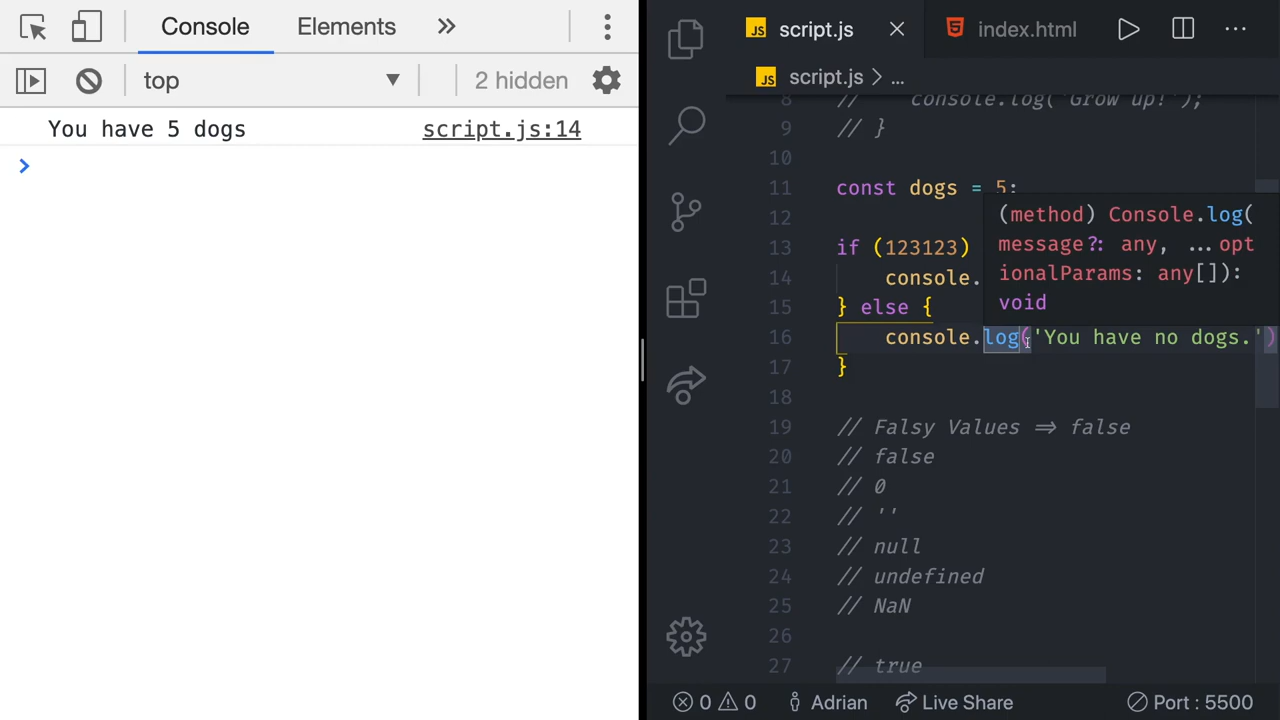 Console Elements
top 2 hidden
You have 5 dogs script.js:14
>
JS script.js index.html
JS script.js > ...
8 // console.log('Grow up!');
9 // }
10
11 const dogs = 5;
12
13 if (123123)
14 console.
15 } else {
16 console.log('You have no dogs.')
17 }
18
19 // Falsy Values => false
20 // false
21 // 0
22 // ''
23 // null
24 // undefined
25 // NaN
26
27 // true
(method) Console.log(
message?: any, ...opt
ionalParams: any[]):
void
0 0 Adrian Live Share Port : 5500